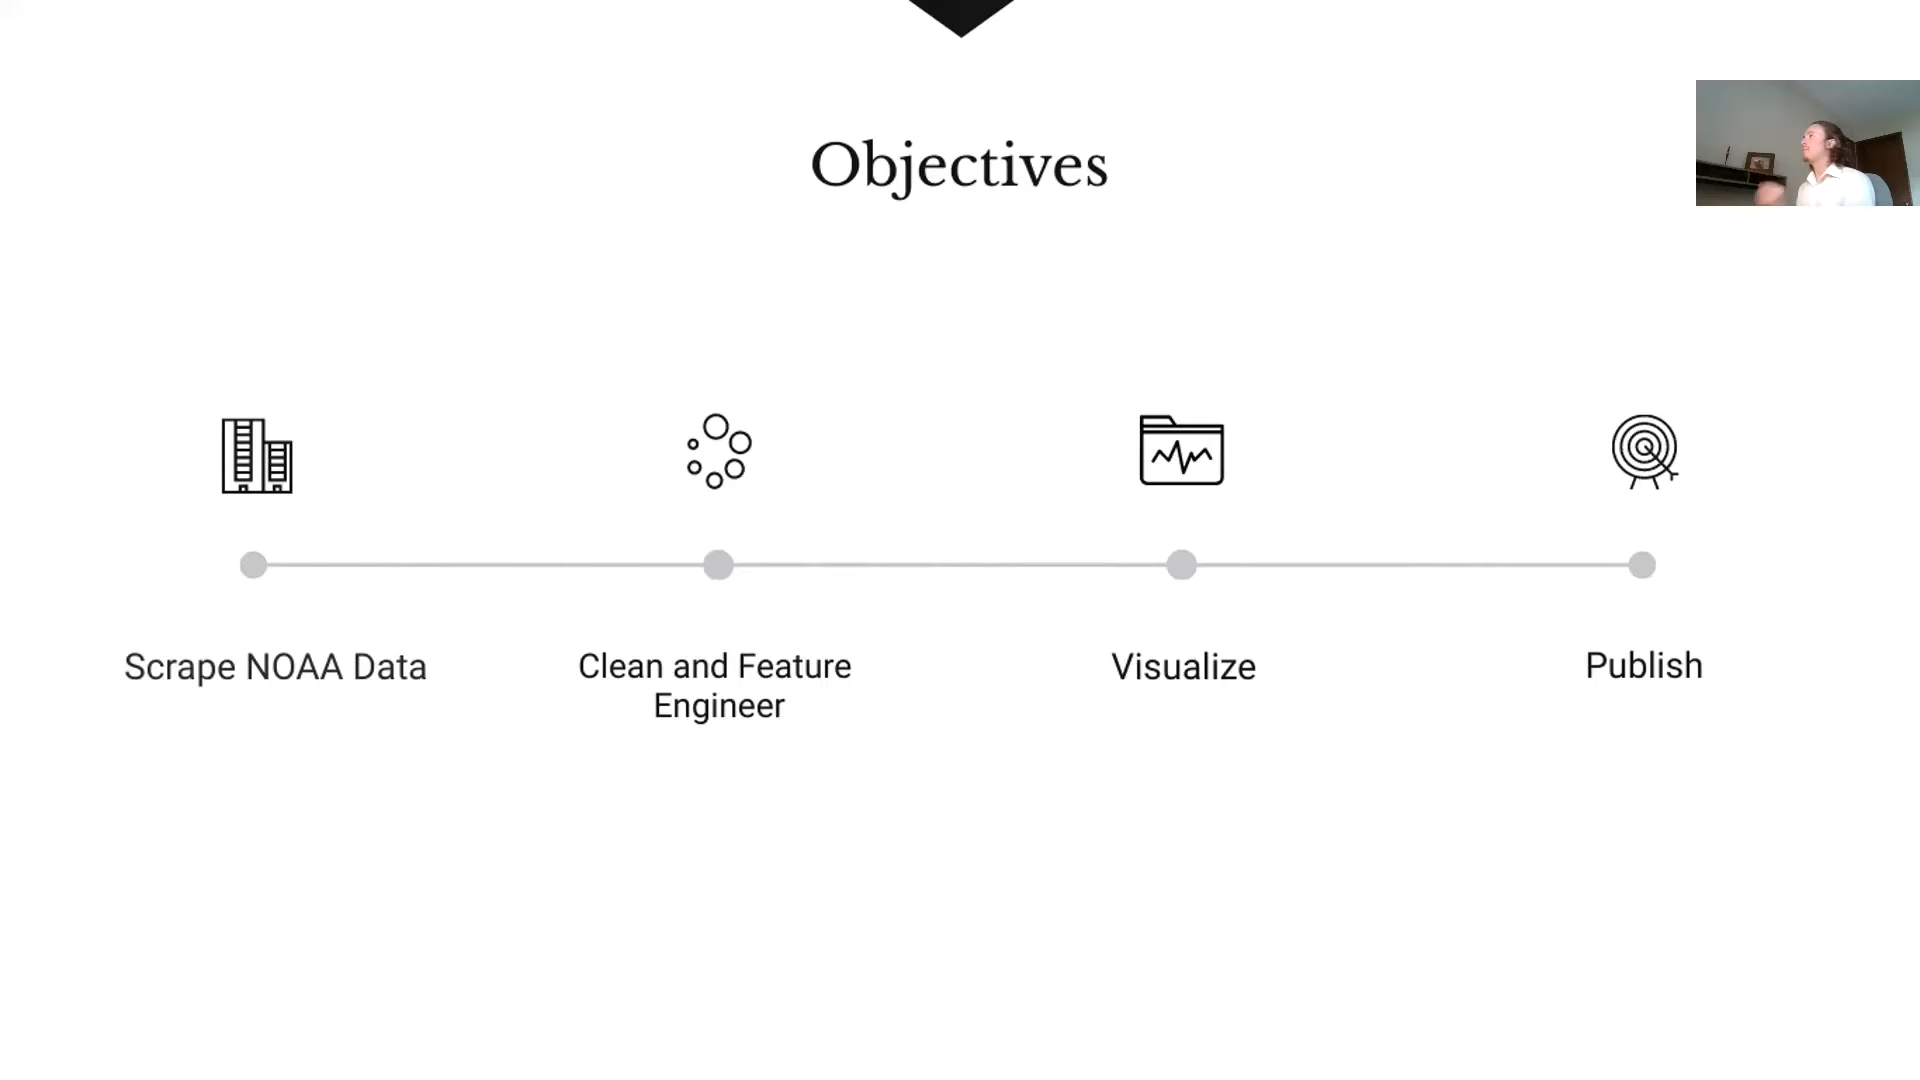 Objectives
Scrape NOAA Data
Clean and Feature
Engineer
Visualize
Publish